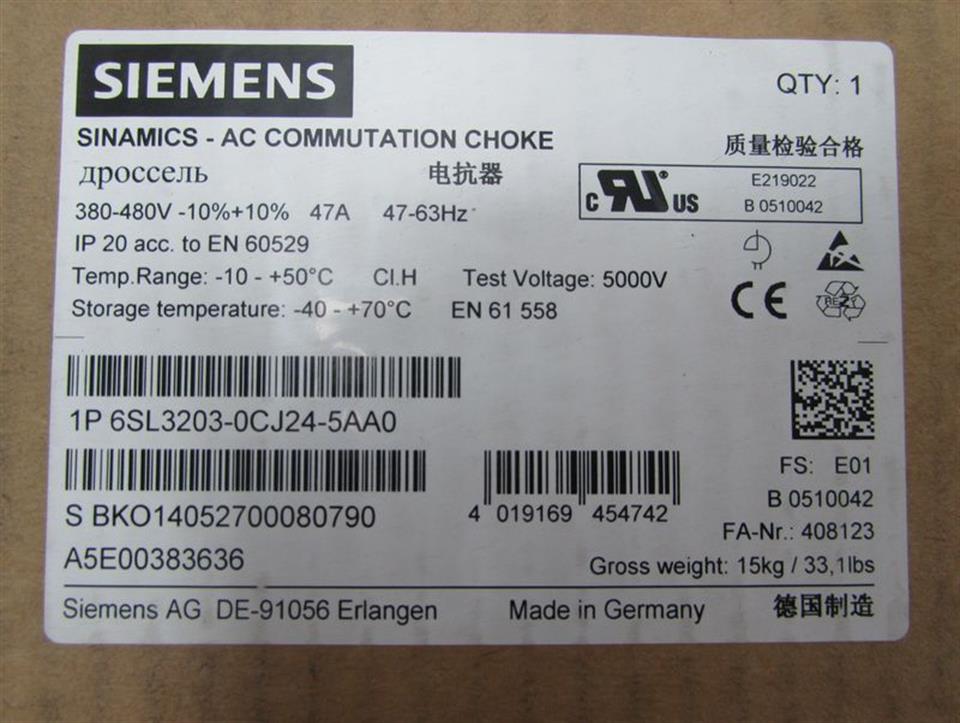 SIEMENS
QTY: 1
SINAMICS - AC COMMUTATION CHOKE
质量检验合格
дроссель 电抗器
380-480V -10%+10% 47A 47-63Hz
C RU US
E219022
B 0510042
IP 20 acc. to EN 60529
Temp.Range: -10 - +50°C Cl.H Test Voltage: 5000V
Storage temperature: -40 - +70°C EN 61 558
CE
1P 6SL3203-0CJ24-5AA0
FS: E01
S BKO14052700080790
4 019169 454742
B 0510042
FA-Nr.: 408123
A5E00383636
Gross weight: 15kg / 33,1lbs
Siemens AG DE-91056 Erlangen Made in Germany 德国制造